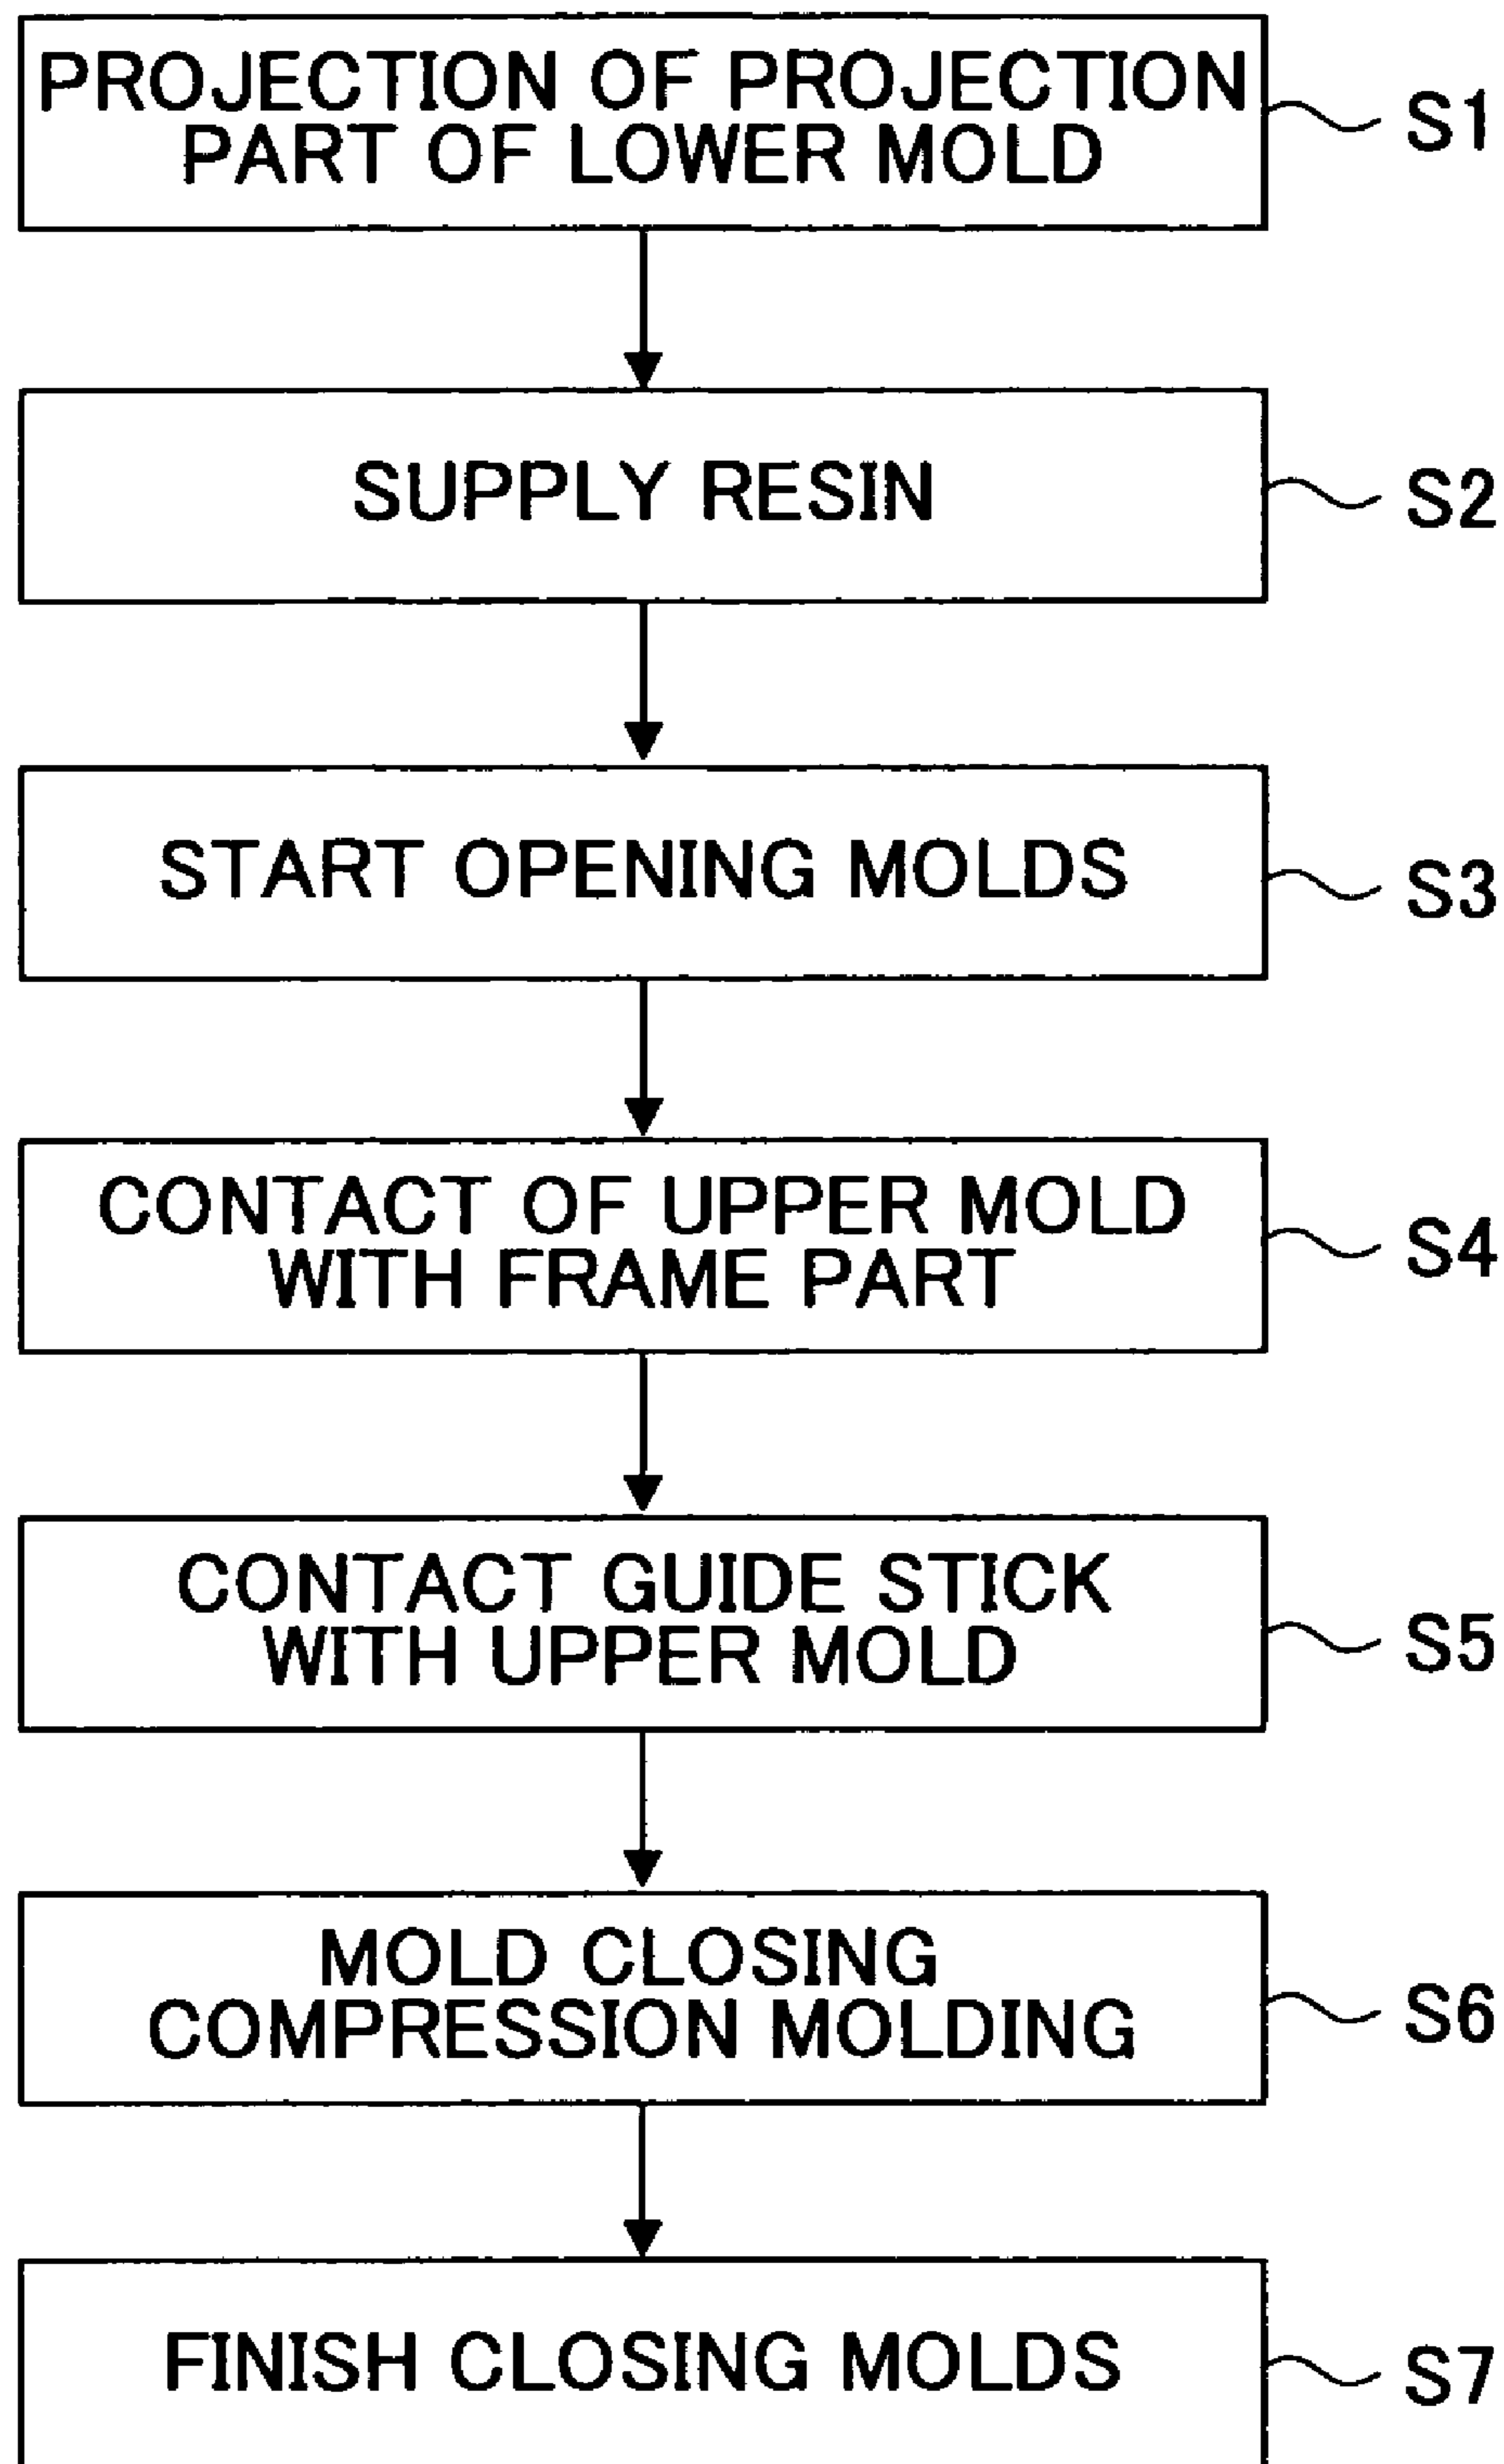 PROJECTION OF PROJECTION
PART OF LOWER MOLD
S1
SUPPLY RESIN
S2
START OPENING MOLDS
S3
CONTACT OF UPPER MOLD
WITH FRAME PART
S4
CONTACT GUIDE STICK
WITH UPPER MOLD
S5
MOLD CLOSING
COMPRESSION MOLDING
S6
FINISH CLOSING MOLDS
S7